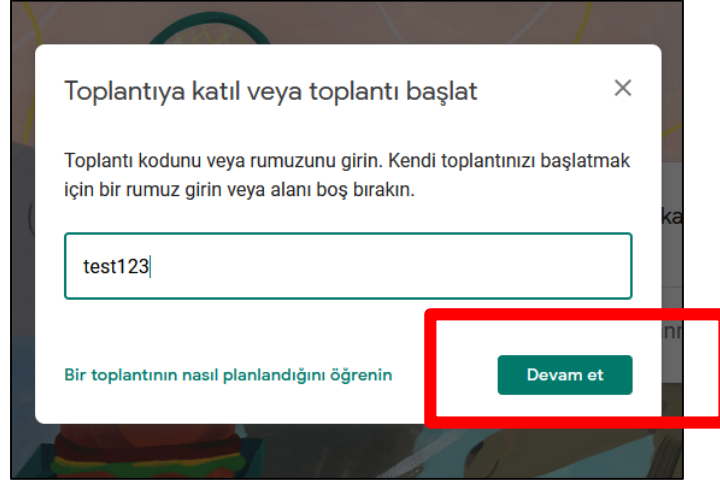 Toplantıya katıl veya toplantı başlat
Toplantı kodunu veya rumuzunu girin. Kendi toplantınızı başlatmak
için bir rumuz girin veya alanı boş bırakın.
ka
test123
Bir toplantının nasıl planlandığını öğrenin
Devam et